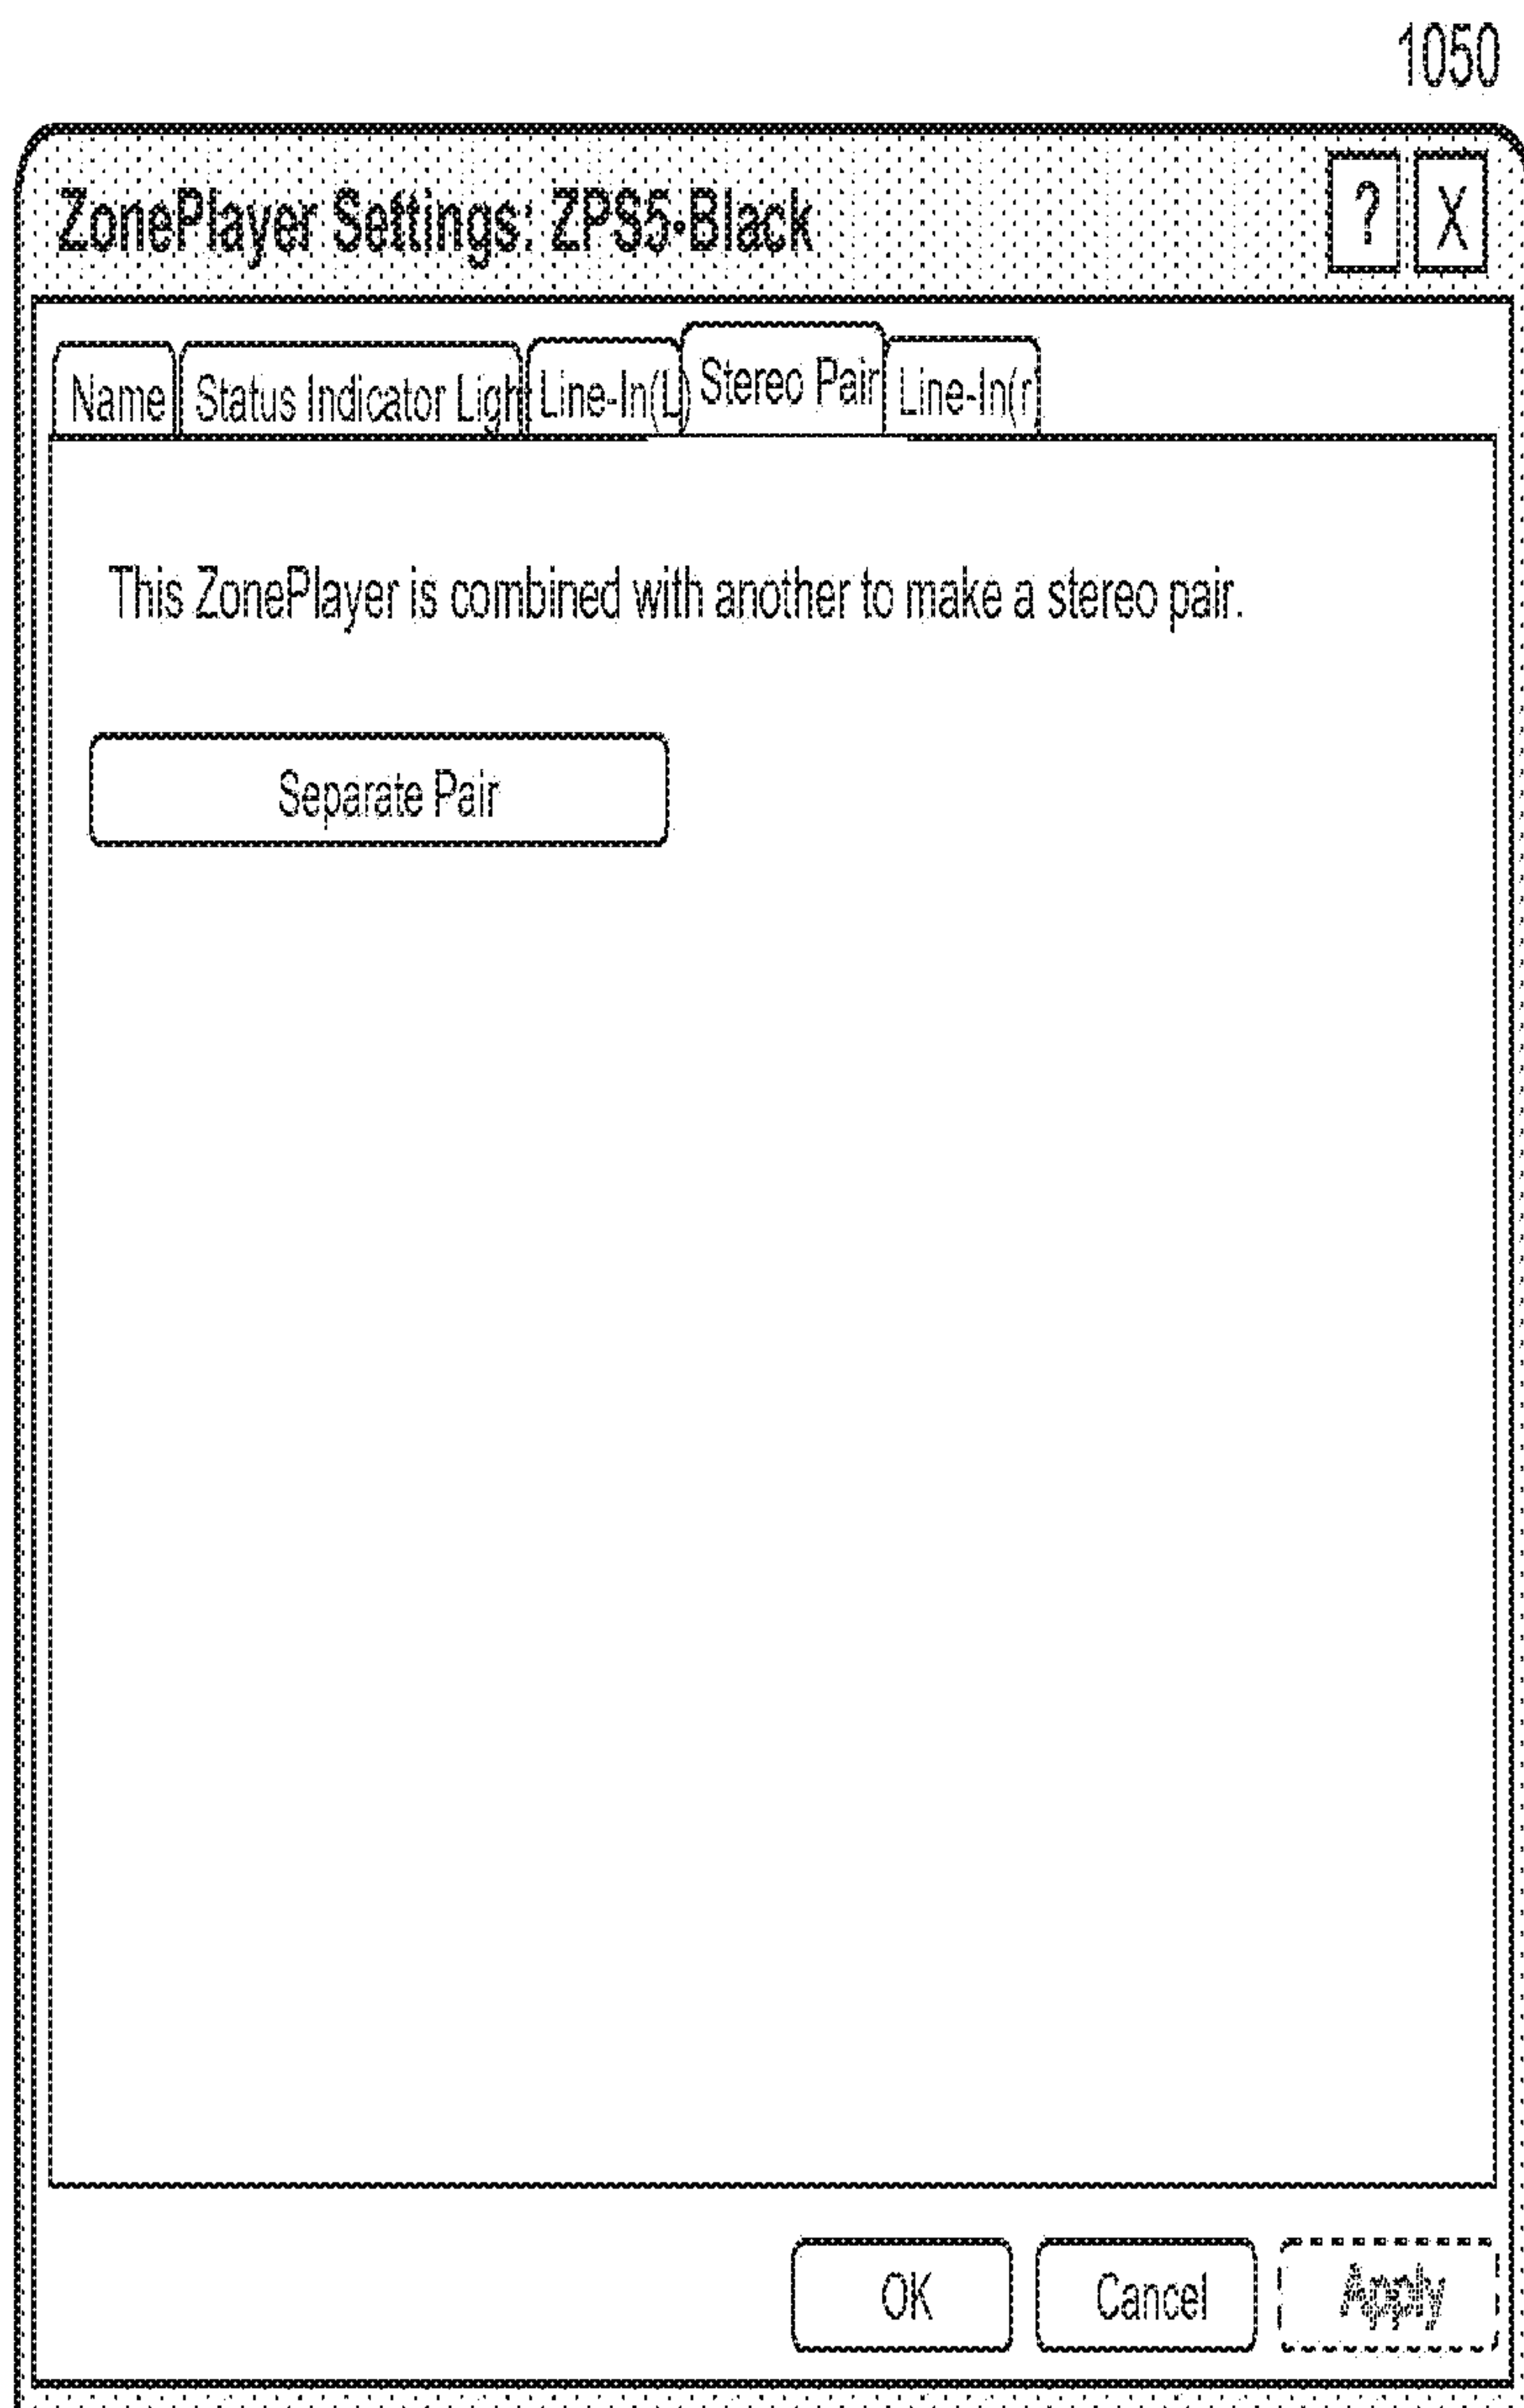 1050
ZonePlayer Settings: ZPS5-Black ? X
Name Status Indicator Ligh Line-In(L) Stereo Pair Line-In(r)
This ZonePlayer is combined with another to make a stereo pair.
Separate Pair
OK Cancel Apply